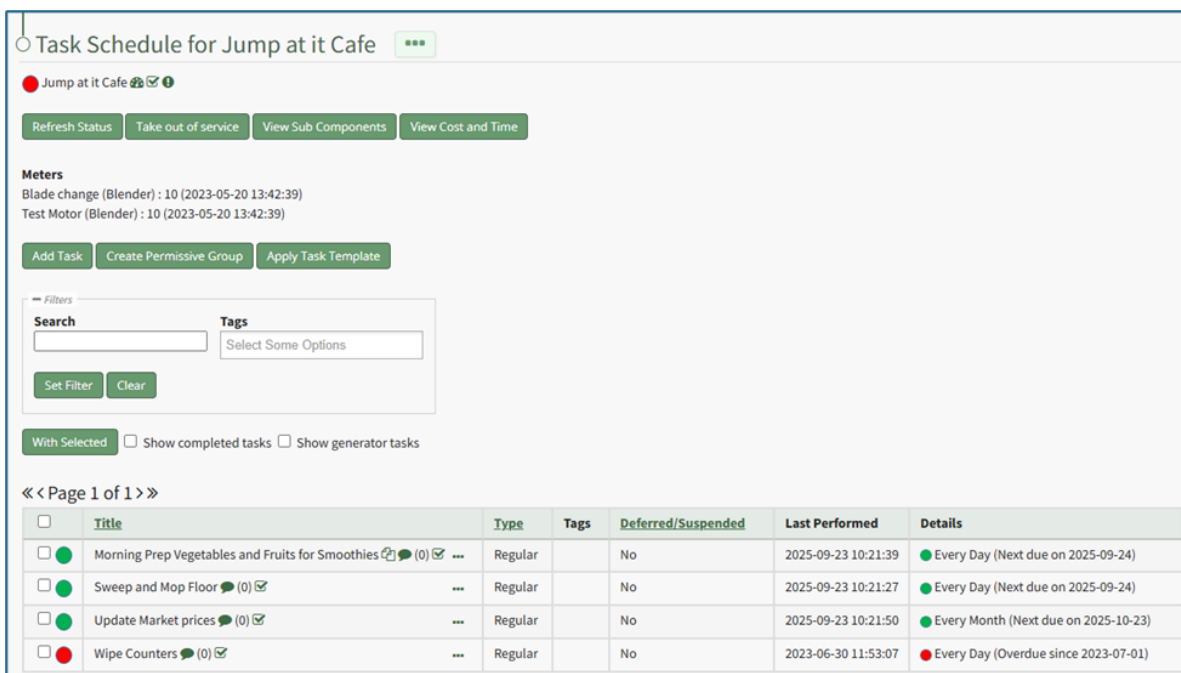 Task Schedule for Jump at it Cafe
Jump at it Cafe
Refresh Status Take out of service View Sub Components View Cost and Time
Meters
Blade change (Blender) : 10 (2023-05-20 13:42:39)
Test Motor (Blender) : 10 (2023-05-20 13:42:39)
Add Task Create Permissive Group Apply Task Template
Filters
Search Tags
Select Some Options
Set Filter Clear
With Selected Show completed tasks Show generator tasks
« < Page 1 of 1 > »
Title Type Tags Deferred/Suspended Last Performed Details
Morning Prep Vegetables and Fruits for Smoothies (0) ... Regular No 2025-09-23 10:21:39 Every Day (Next due on 2025-09-24)
Sweep and Mop Floor (0) ... Regular No 2025-09-23 10:21:27 Every Day (Next due on 2025-09-24)
Update Market prices (0) ... Regular No 2025-09-23 10:21:50 Every Month (Next due on 2025-10-23)
Wipe Counters (0) ... Regular No 2023-06-30 11:53:07 Every Day (Overdue since 2023-07-01)